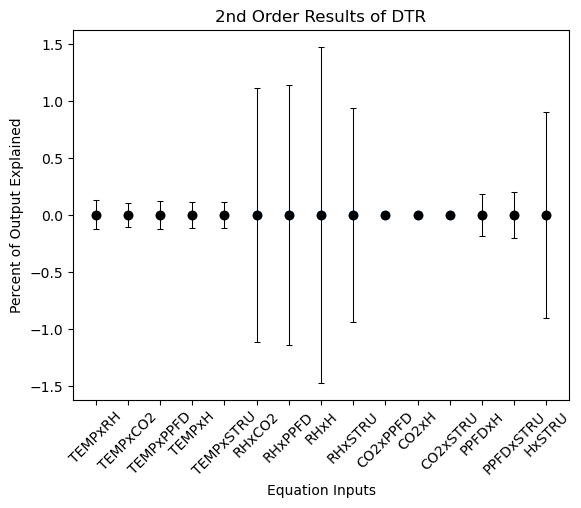 2nd Order Results of DTR
Percent of Output Explained
1.5
1.0
0.5
0.0
−0.5
−1.0
−1.5
TEMPxRH
TEMPxCO2
TEMPxPPFD
TEMPxH
TEMPxSTRU
RHxCO2
RHxPPFD
RHxH
RHxSTRU
CO2xPPFD
CO2xH
CO2xSTRU
PPFDxH
PPFDxSTRU
HxSTRU
Equation Inputs